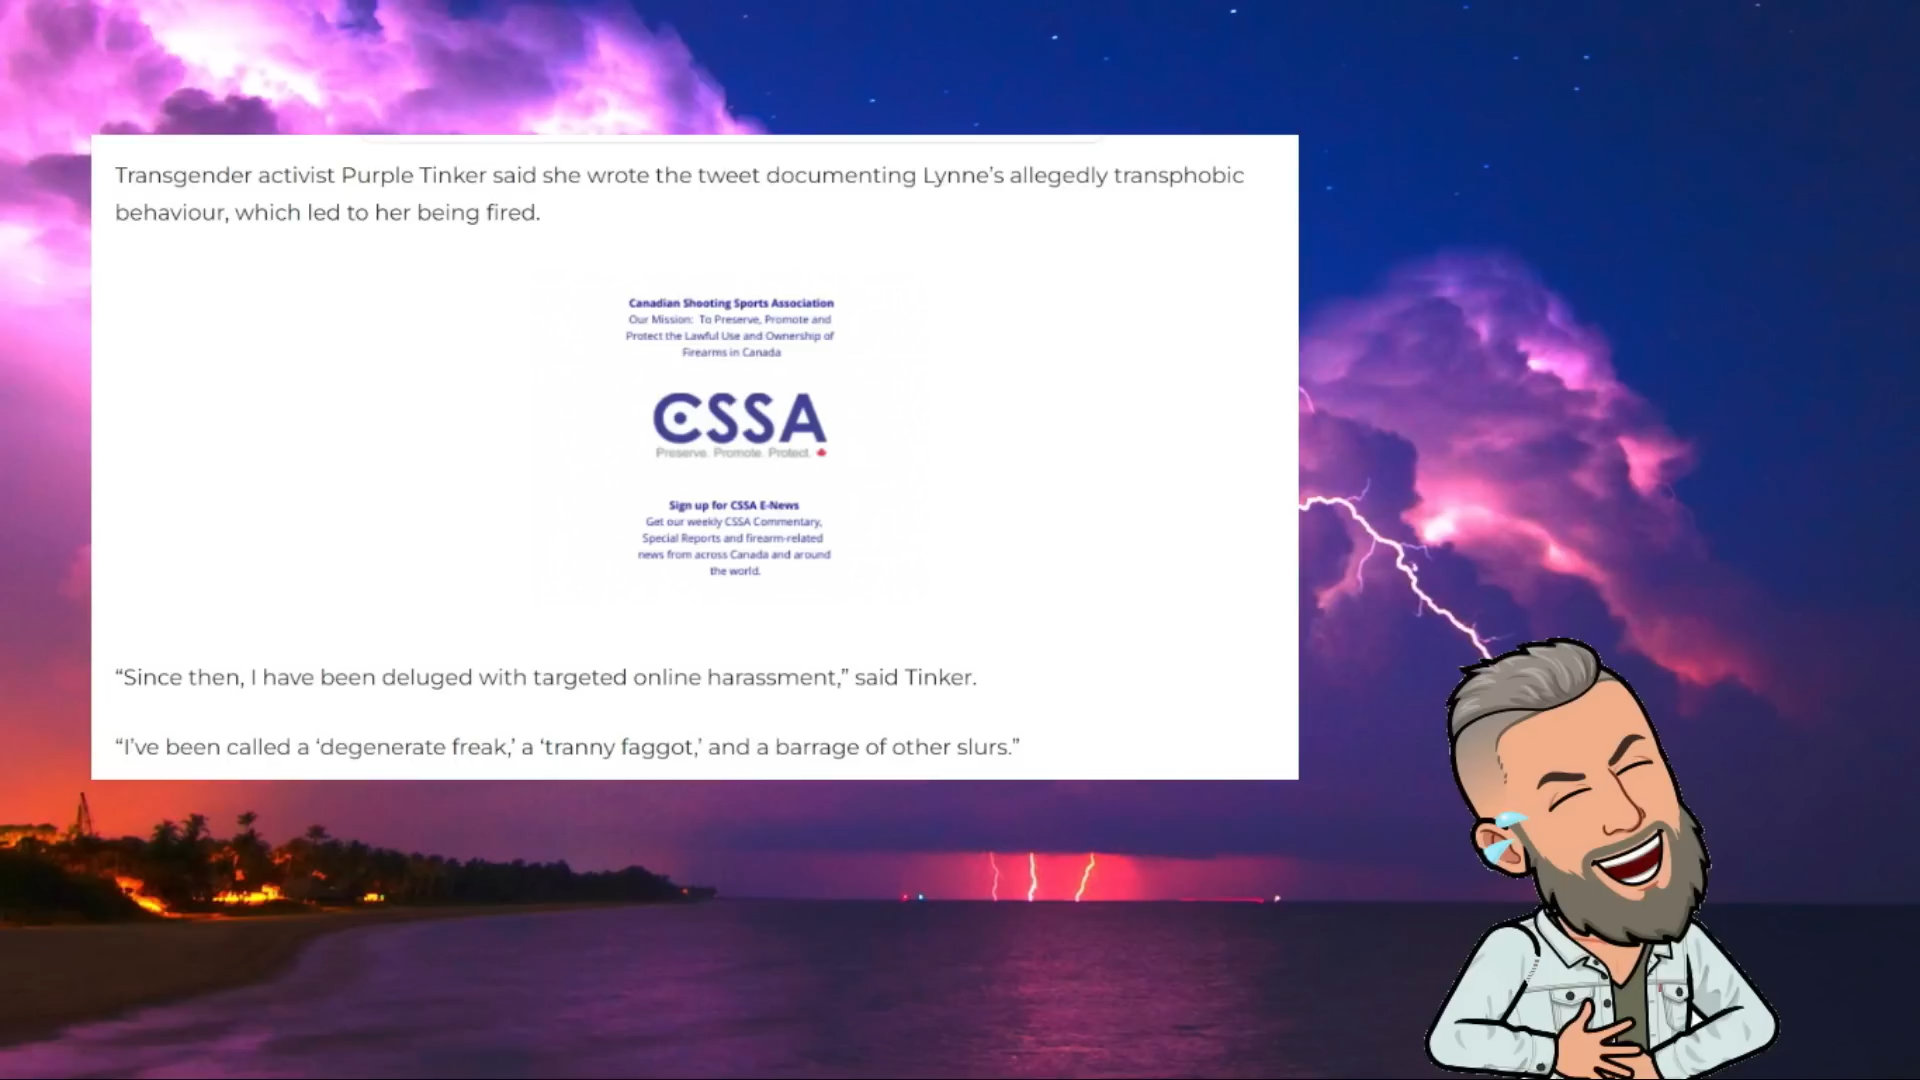 Transgender activist Purple Tinker said she wrote the tweet documenting Lynne’s allegedly transphobic
behaviour, which led to her being fired.
Canadian Shooting Sports Association
Our Mission: To Preserve, Promote and
Protect the Lawful Use and Ownership of
Firearms in Canada
CSSA
Preserve. Promote. Protect.
Sign up for CSSA E-News
Get our weekly CSSA Commentary,
Special Reports and firearm-related
news from across Canada and around
the world.
“Since then, I have been deluged with targeted online harassment,” said Tinker.
“I’ve been called a ‘degenerate freak,’ a ‘tranny faggot,’ and a barrage of other slurs.”